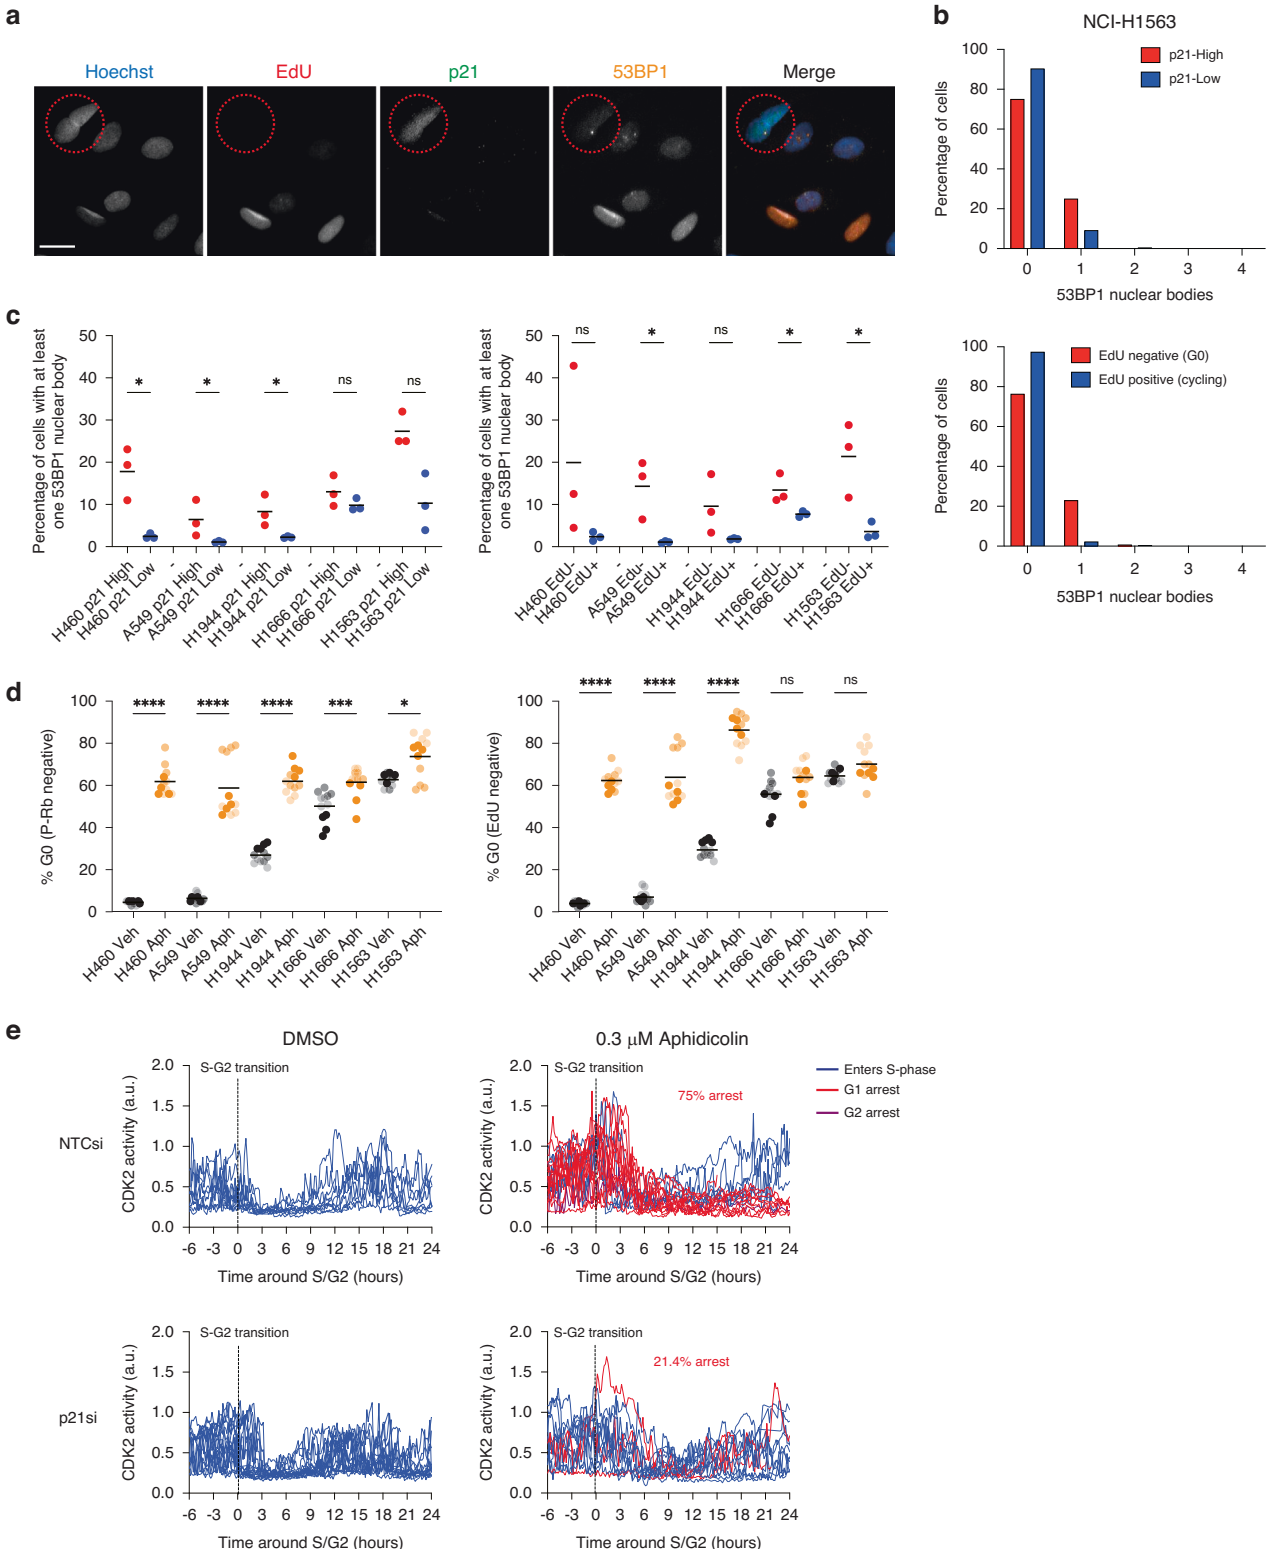 a
Hoechst
EdU
p21
53BP1
Merge
b
NCI-H1563
Percentage of cells
100
80
60
40
20
0
p21-High
p21-Low
0 1 2 3 4
53BP1 nuclear bodies
Percentage of cells
100
80
60
40
20
0
EdU negative (G0)
EdU positive (cycling)
0 1 2 3 4
53BP1 nuclear bodies
c
Percentage of cells with at least
one 53BP1 nuclear body
50
40
30
20
10
0
* * * ns ns
H460 p21 High
H460 p21 Low
-
A549 p21 High
A549 p21 Low
-
H1944 p21 High
H1944 p21 Low
-
H1666 p21 High
H1666 p21 Low
-
H1563 p21 High
H1563 p21 Low
Percentage of cells with at least
one 53BP1 nuclear body
50
40
30
20
10
0
ns * ns * *
H460 EdU-
H460 EdU+
-
A549 EdU-
A549 EdU+
-
H1944 EdU-
H1944 EdU+
-
H1666 EdU-
H1666 EdU+
-
H1563 EdU-
H1563 EdU+
d
% G0 (P-Rb negative)
100
80
60
40
20
0
**** **** **** *** *
H460 Veh
H460 Aph
A549 Veh
A549 Aph
H1944 Veh
H1944 Aph
H1666 Veh
H1666 Aph
H1563 Veh
H1563 Aph
% G0 (EdU negative)
100
80
60
40
20
0
**** **** **** ns ns
H460 Veh
H460 Aph
A549 Veh
A549 Aph
H1944 Veh
H1944 Aph
H1666 Veh
H1666 Aph
H1563 Veh
H1563 Aph
e
DMSO
0.3 μM Aphidicolin
NTCsi
CDK2 activity (a.u.)
2.0
1.5
1.0
0.5
0.0
S-G2 transition
-6 -3 0 3 6 9 12 15 18 21 24
Time around S/G2 (hours)
CDK2 activity (a.u.)
2.0
1.5
1.0
0.5
0.0
S-G2 transition
75% arrest
-6 -3 0 3 6 9 12 15 18 21 24
Time around S/G2 (hours)
Enters S-phase
G1 arrest
G2 arrest
p21si
CDK2 activity (a.u.)
2.0
1.5
1.0
0.5
0.0
S-G2 transition
-6 -3 0 3 6 9 12 15 18 21 24
Time around S/G2 (hours)
CDK2 activity (a.u.)
2.0
1.5
1.0
0.5
0.0
S-G2 transition
21.4% arrest
-6 -3 0 3 6 9 12 15 18 21 24
Time around S/G2 (hours)